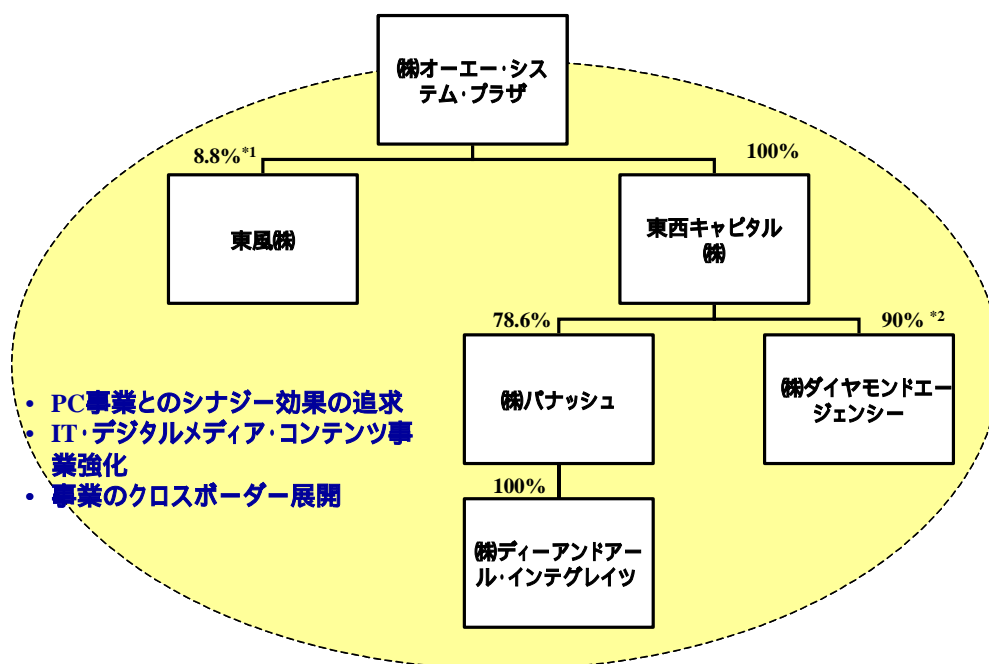 ㈱オーエー・シス
テム・プラザ
8.8%*1
100%
東風㈱
東西キャピタル
㈱
78.6%
90% *2
㈱パナッシュ
㈱ダイヤモンドエー
ジェンシー
• PC事業とのシナジー効果の追求
• IT・デジタルメディア・コンテンツ事
業強化
• 事業のクロスボーダー展開
100%
㈱ディーアンドアー
ル・インテグレイツ